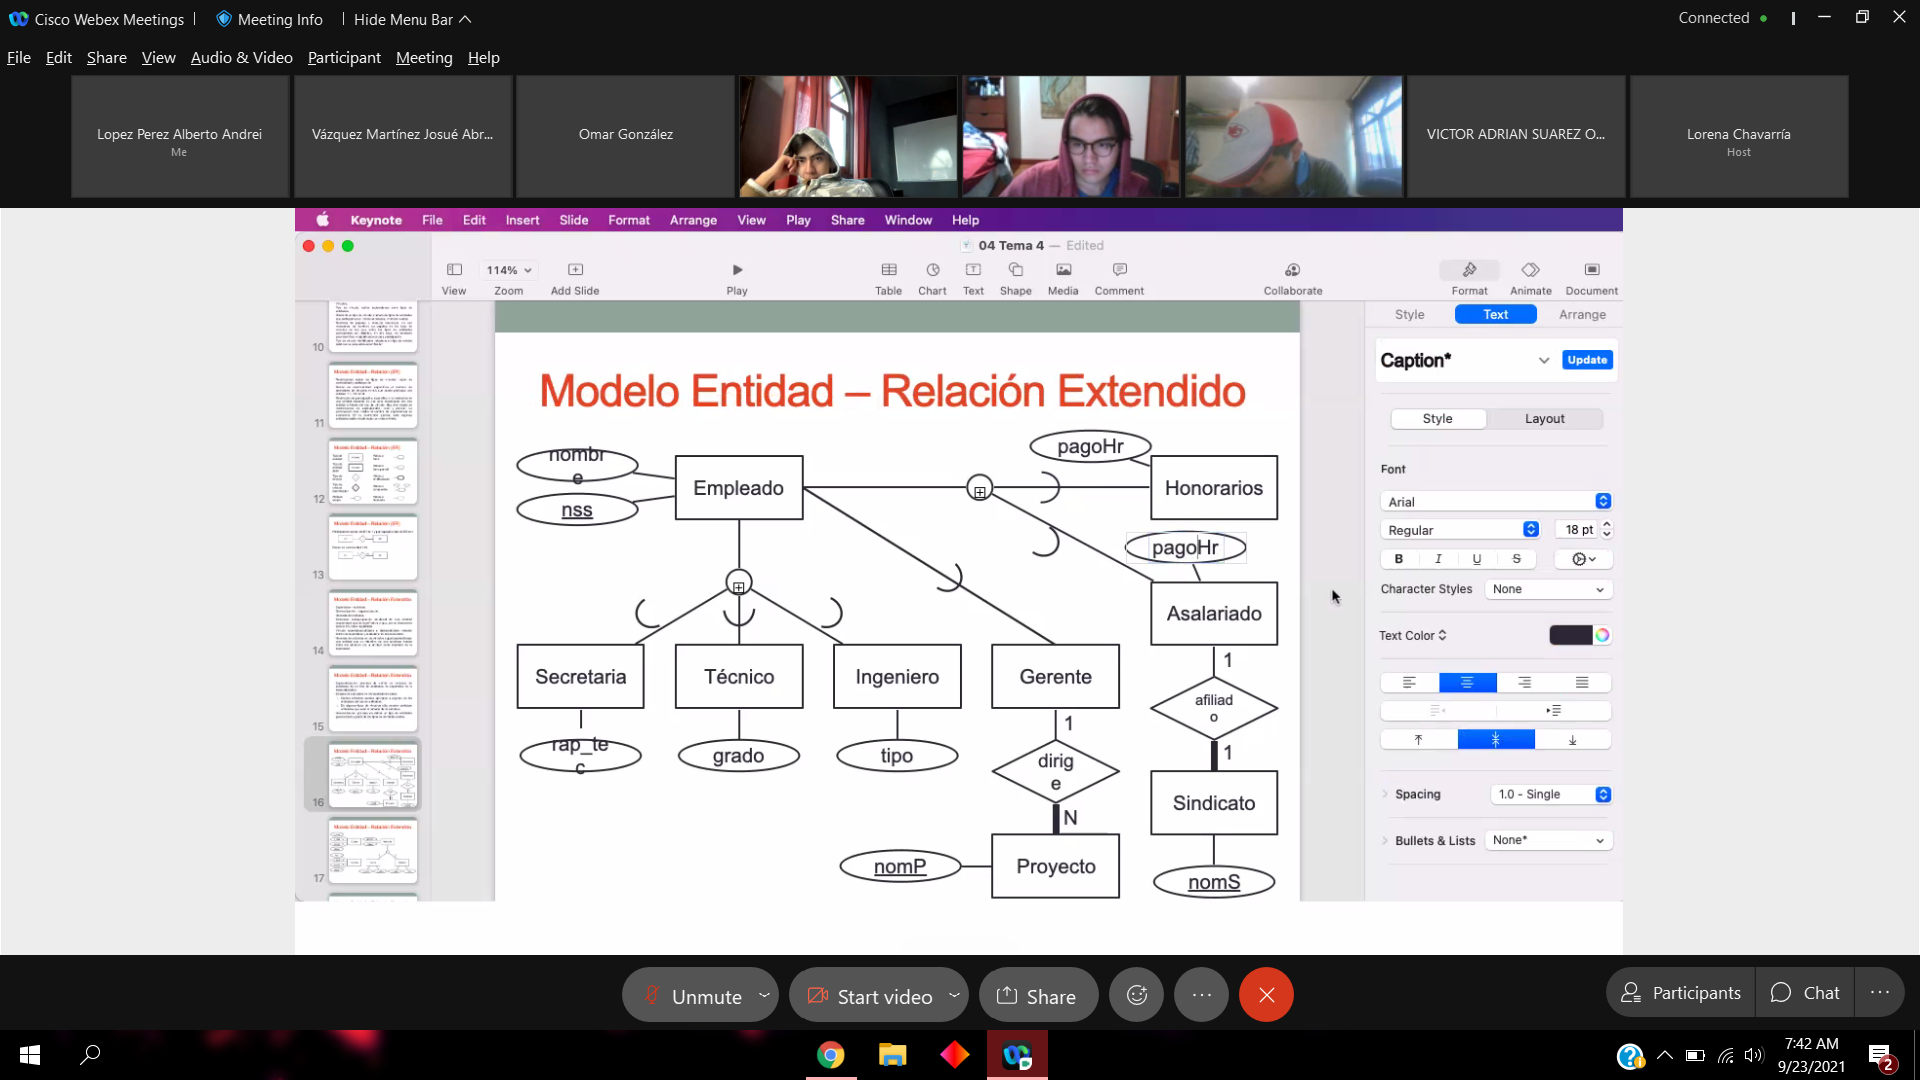 Cisco Webex Meetings
Meeting Info
Hide Menu Bar
Connected
File Edit Share View Audio & Video Participant Meeting Help
Lopez Perez Alberto Andrei
Me
Vázquez Martínez Josué Abr...
Omar González
VICTOR ADRIAN SUAREZ O...
Lorena Chavarría
Host
Keynote File Edit Insert Slide Format Arrange View Play Share Window Help
04 Tema 4 — Edited
114%
View Zoom Add Slide Play Table Chart Text Shape Media Comment Collaborate Format Animate Document
Style Text Arrange
Caption*
Update
Style Layout
Font
Arial
Regular 18 pt
B I U S
Character Styles None
Text Color
Spacing 1.0 - Single
Bullets & Lists None*
10
11
12
13
14
15
16
17
Modelo Entidad – Relación Extendido
nombr
e
nss
Empleado
pagoHr
Honorarios
pagoHr
Asalariado
1
afiliad
o
1
Sindicato
nomS
Secretaria
Técnico
Ingeniero
Gerente
rap_te
c
grado
tipo
1
dirig
e
N
nomP
Proyecto
Unmute
Start video
Share
Participants
Chat
7:42 AM
9/23/2021
2